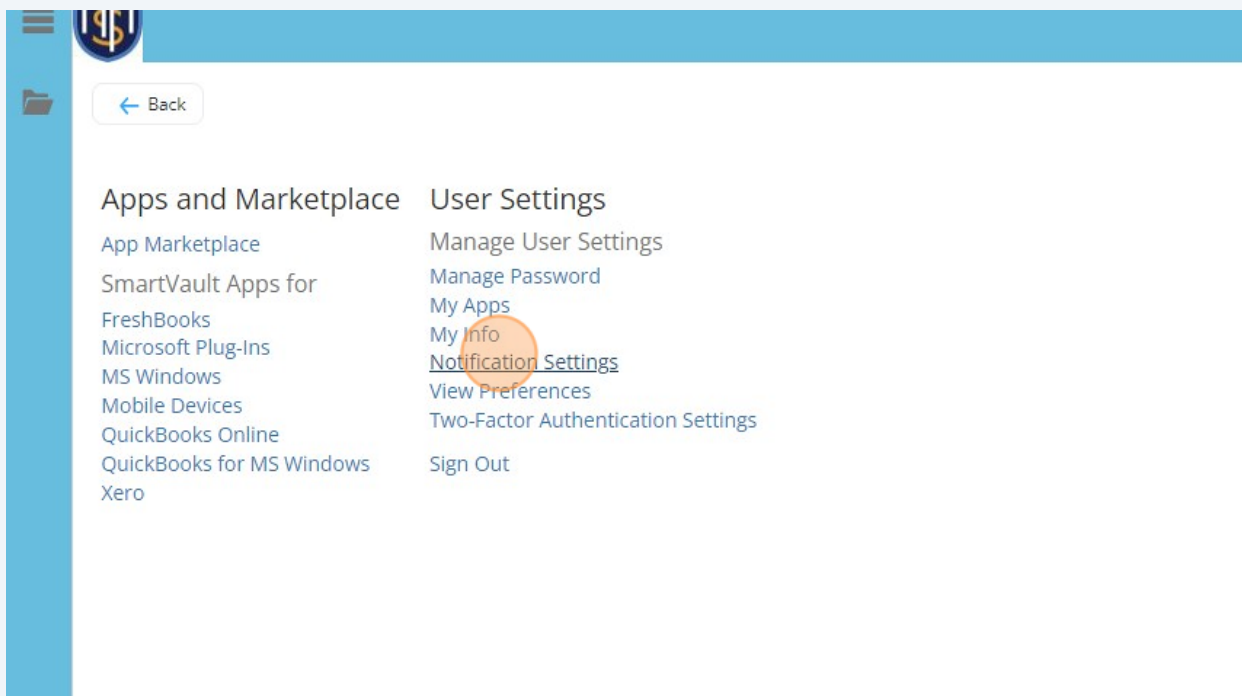 Back
Apps and Marketplace
App Marketplace
SmartVault Apps for
FreshBooks
Microsoft Plug-Ins
MS Windows
Mobile Devices
QuickBooks Online
QuickBooks for MS Windows
Xero
User Settings
Manage User Settings
Manage Password
My Apps
My Info
Notification Settings
View Preferences
Two-Factor Authentication Settings
Sign Out